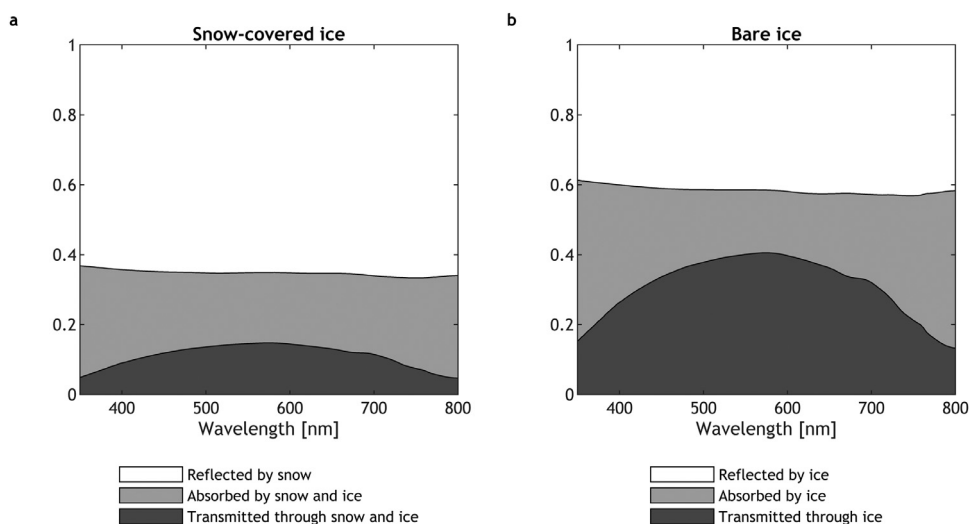 a
Snow-covered ice
1
0.8
0.6
0.4
0.2
0
400 500 600 700 800
Wavelength [nm]
Reflected by snow
Absorbed by snow and ice
Transmitted through snow and ice
b
Bare ice
1
0.8
0.6
0.4
0.2
0
400 500 600 700 800
Wavelength [nm]
Reflected by ice
Absorbed by ice
Transmitted through ice